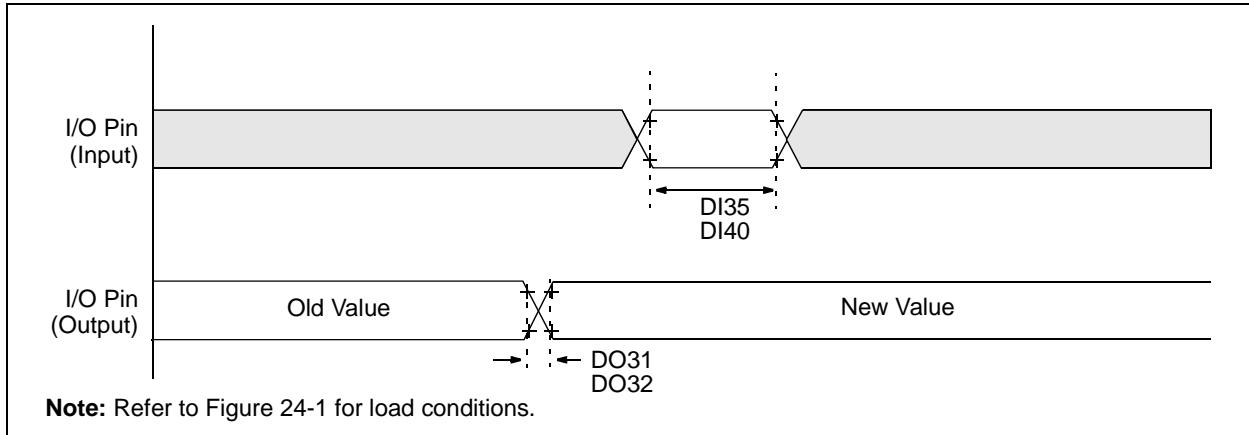 I/O Pin
(Input)
DI35
DI40
I/O Pin
(Output)
Old Value
New Value
DO31
DO32
Note: Refer to Figure 24-1 for load conditions.